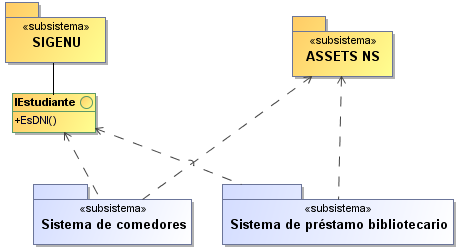 «subsistema»
SIGENU
«subsistema»
ASSETS NS
IEstudiante
+EsDNI()
«subsistema»
Sistema de comedores
«subsistema»
Sistema de préstamo bibliotecario